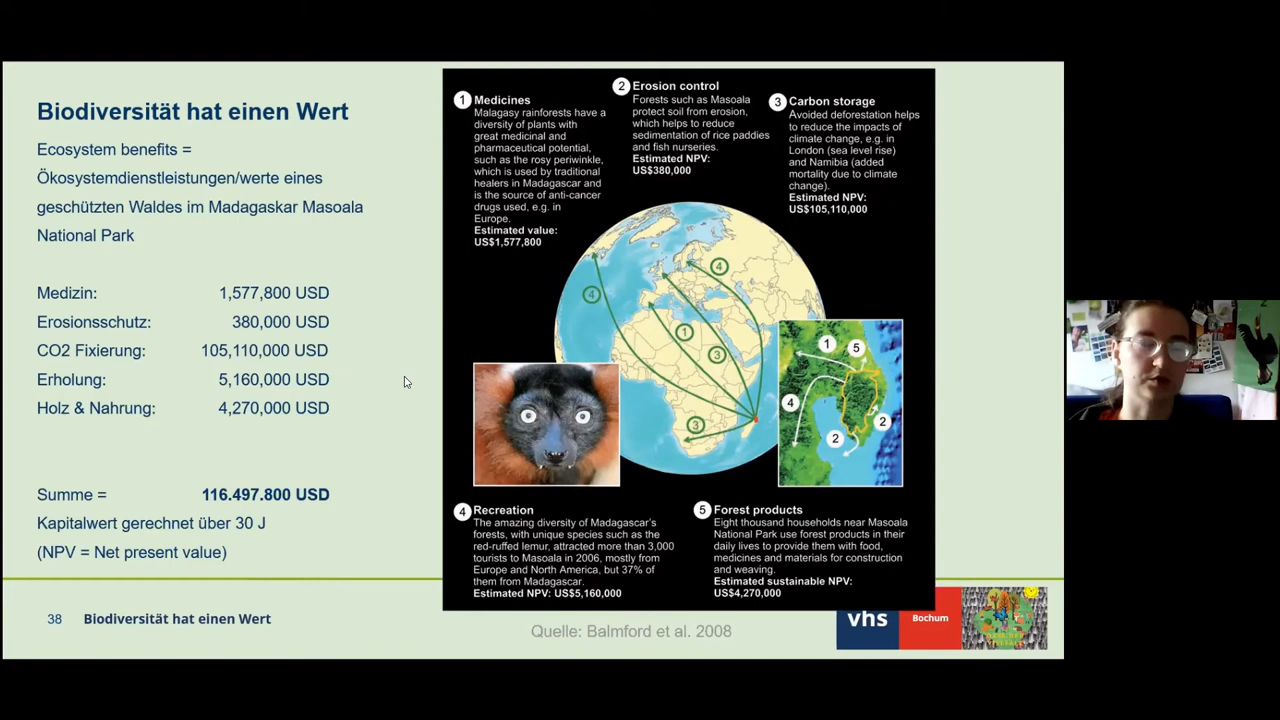 Biodiversität hat einen Wert
Ecosystem benefits =
Ökosystemdienstleistungen/werte eines
geschützten Waldes im Madagaskar Masoala
National Park
Medizin: 1,577,800 USD
Erosionsschutz: 380,000 USD
CO2 Fixierung: 105,110,000 USD
Erholung: 5,160,000 USD
Holz & Nahrung: 4,270,000 USD
Summe = 116.497.800 USD
Kapitalwert gerechnet über 30 J
(NPV = Net present value)
1 Medicines
Malagasy rainforests have a
diversity of plants with
great medicinal and
pharmaceutical potential,
such as the rosy periwinkle,
which is used by traditional
healers in Madagascar and
is the source of anti-cancer
drugs used, e.g. in
Europe.
Estimated value:
US$1,577,800
2 Erosion control
Forests such as Masoala
protect soil from erosion,
which helps to reduce
sedimentation of rice paddies
and fish nurseries.
Estimated NPV:
US$380,000
3 Carbon storage
Avoided deforestation helps
to reduce the impacts of
climate change, e.g. in
London (sea level rise)
and Namibia (added
mortality due to climate
change).
Estimated NPV:
US$105,110,000
4
4
1
3
3
1
5
4
2
2
4 Recreation
The amazing diversity of Madagascar's
forests, with unique species such as the
red-ruffed lemur, attracted more than 3,000
tourists to Masoala in 2006, mostly from
Europe and North America, but 37% of
them from Madagascar.
Estimated NPV: US$5,160,000
5 Forest products
Eight thousand households near Masoala
National Park use forest products in their
daily lives to provide them with food,
medicines and materials for construction
and weaving.
Estimated sustainable NPV:
US$4,270,000
38 Biodiversität hat einen Wert
Quelle: Balmford et al. 2008
vhs
Bochum